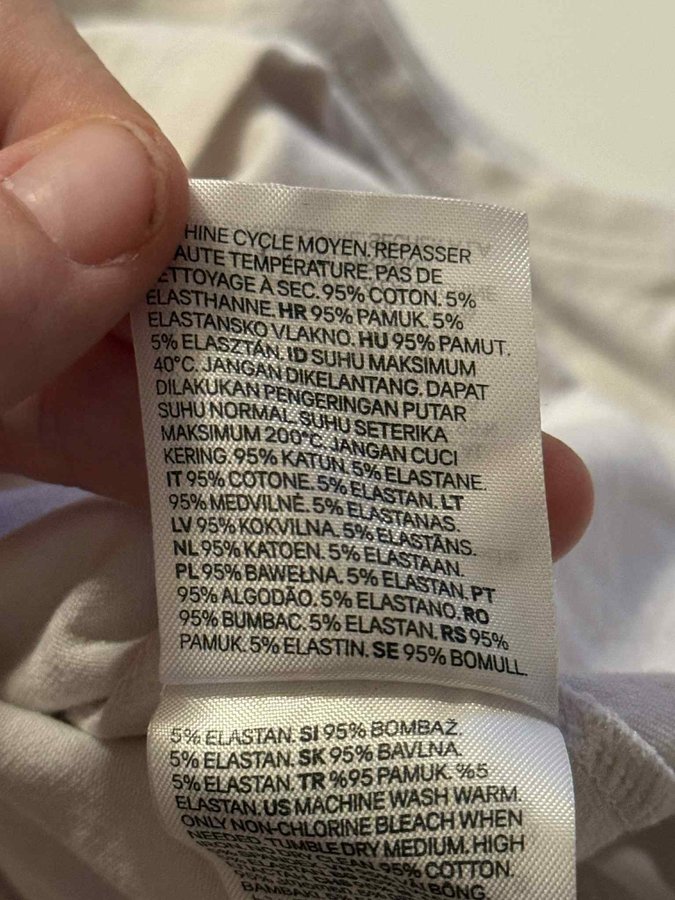 HINE CYCLE MOYEN. REPASSER
AUTE TEMPÉRATURE. PAS DE
ETTOYAGE À SEC. 95% COTON. 5%
ELASTHANNE. HR 95% PAMUK. 5%
ELASTANSKO VLAKNO. HU 95% PAMUT.
5% ELASZTÁN. ID SUHU MAKSIMUM
40°C. JANGAN DIKELANTANG. DAPAT
DILAKUKAN PENGERINGAN PUTAR
SUHU NORMAL. SUHU SETERIKA
MAKSIMUM 200°C. JANGAN CUCI
KERING. 95% KATUN. 5% ELASTANE.
IT 95% COTONE. 5% ELASTAN. LT
95% MEDVILNĖ. 5% ELASTANAS.
LV 95% KOKVILNA. 5% ELASTĀNS.
NL 95% KATOEN. 5% ELASTAAN.
PL 95% BAWEŁNA. 5% ELASTAN. PT
95% ALGODÃO. 5% ELASTANO. RO
95% BUMBAC. 5% ELASTAN. RS 95%
PAMUK. 5% ELASTIN. SE 95% BOMULL.
5% ELASTAN. SI 95% BOMBAŽ.
5% ELASTAN. SK 95% BAVLNA.
5% ELASTAN. TR %95 PAMUK. %5
ELASTAN. US MACHINE WASH WARM.
ONLY NON-CHLORINE BLEACH WHEN
NEEDED. TUMBLE DRY MEDIUM. HIGH
DRY CLEAN. 95% COTTON.
BÔNG.
BAMBAKI